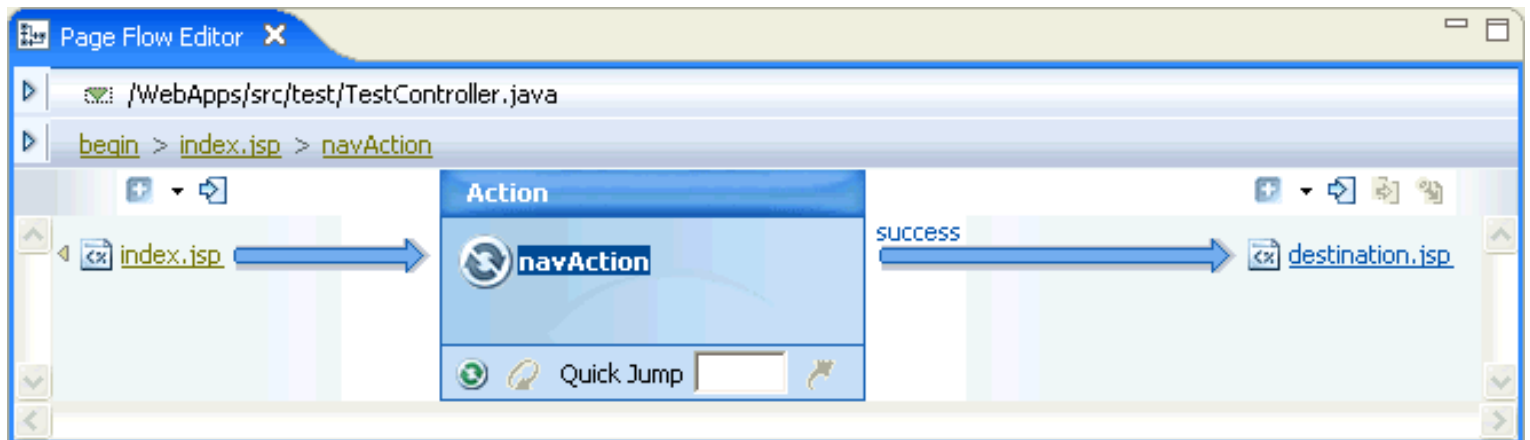 Page Flow Editor
/WebApps/src/test/TestController.java
begin > index.jsp > navAction
Action
index.jsp
navAction
success
destination.jsp
Quick Jump